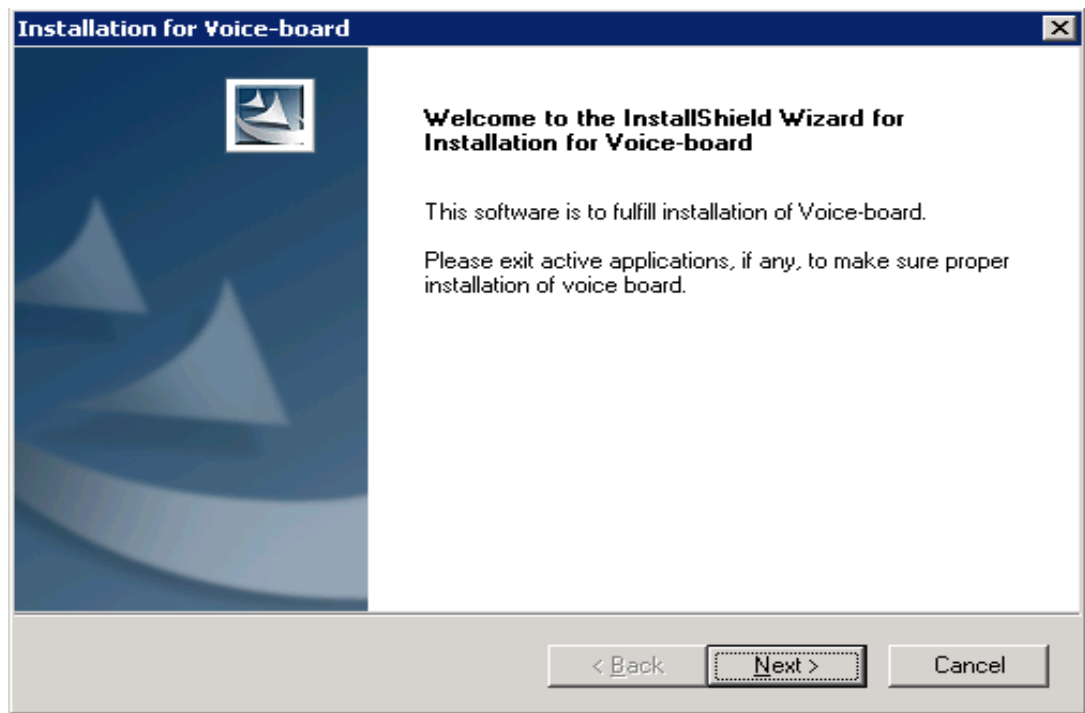 Installation for Voice-board
Welcome to the InstallShield Wizard for
Installation for Voice-board
This software is to fulfill installation of Voice-board.
Please exit active applications, if any, to make sure proper
installation of voice board.
< Back
Next >
Cancel